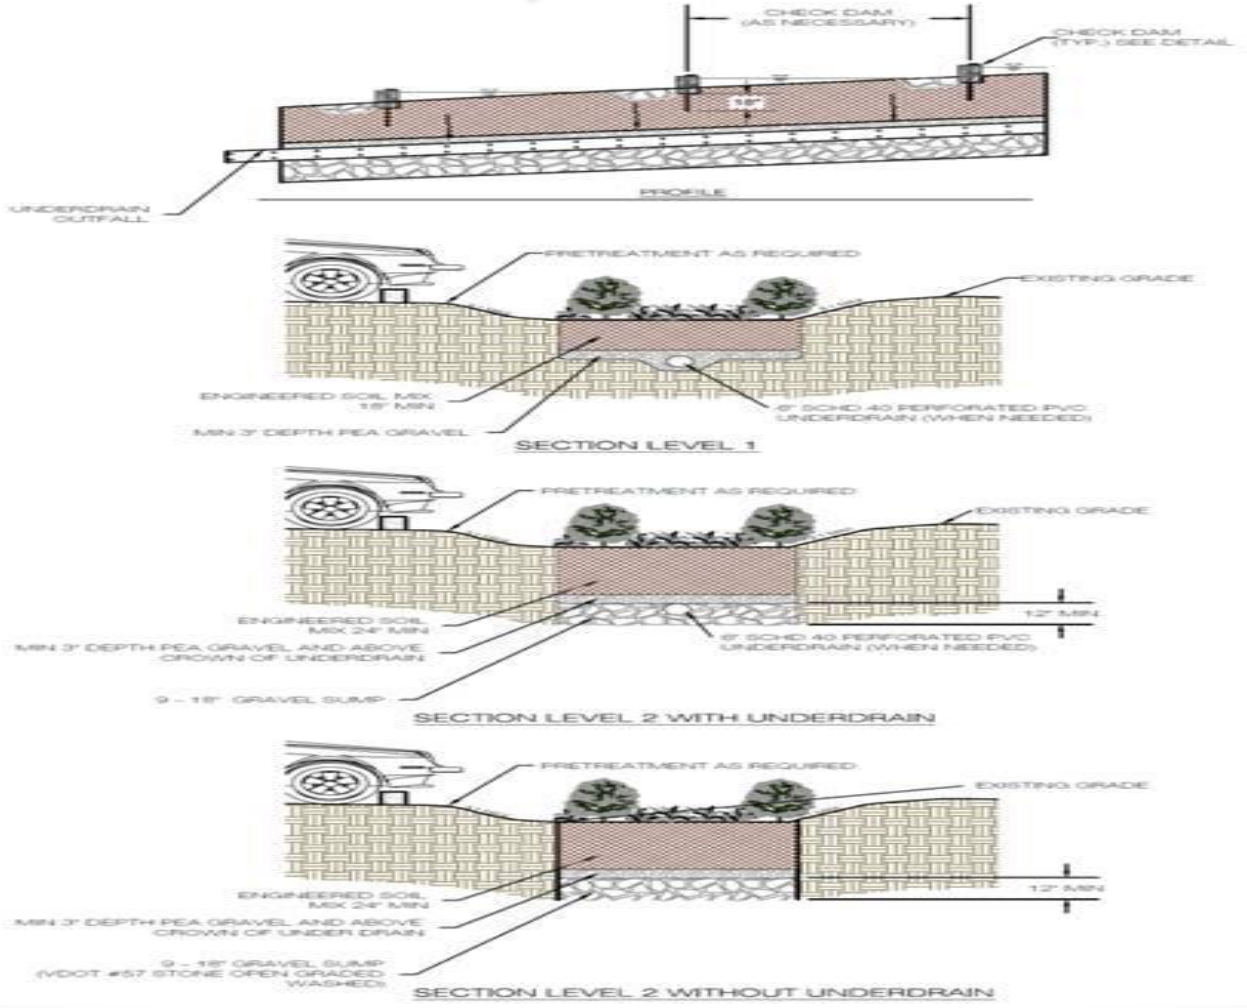 CHECK DAM
(AS NECESSARY)
CHECK DAM
(TYP.) SEE DETAIL
UNDERDRAIN
OUTFALL
PROFILE
PRETREATMENT AS REQUIRED
EXISTING GRADE
ENGINEERED SOIL MIX
18" MIN
MIN 3" DEPTH PEA GRAVEL
6" SCHD 40 PERFORATED PVC
UNDERDRAIN (WHEN NEEDED)
SECTION LEVEL 1
PRETREATMENT AS REQUIRED
EXISTING GRADE
12" MIN
ENGINEERED SOIL
MIX 24" MIN
MIN 3" DEPTH PEA GRAVEL AND ABOVE
CROWN OF UNDERDRAIN
6" SCHD 40 PERFORATED PVC
UNDERDRAIN (WHEN NEEDED)
9 - 18" GRAVEL SUMP
SECTION LEVEL 2 WITH UNDERDRAIN
PRETREATMENT AS REQUIRED
EXISTING GRADE
12" MIN
ENGINEERED SOIL
MIX 24" MIN
MIN 3" DEPTH PEA GRAVEL AND ABOVE
CROWN OF UNDER DRAIN
9 - 18" GRAVEL SUMP
(VDOT #57 STONE OPEN GRADED
WASHED)
SECTION LEVEL 2 WITHOUT UNDERDRAIN